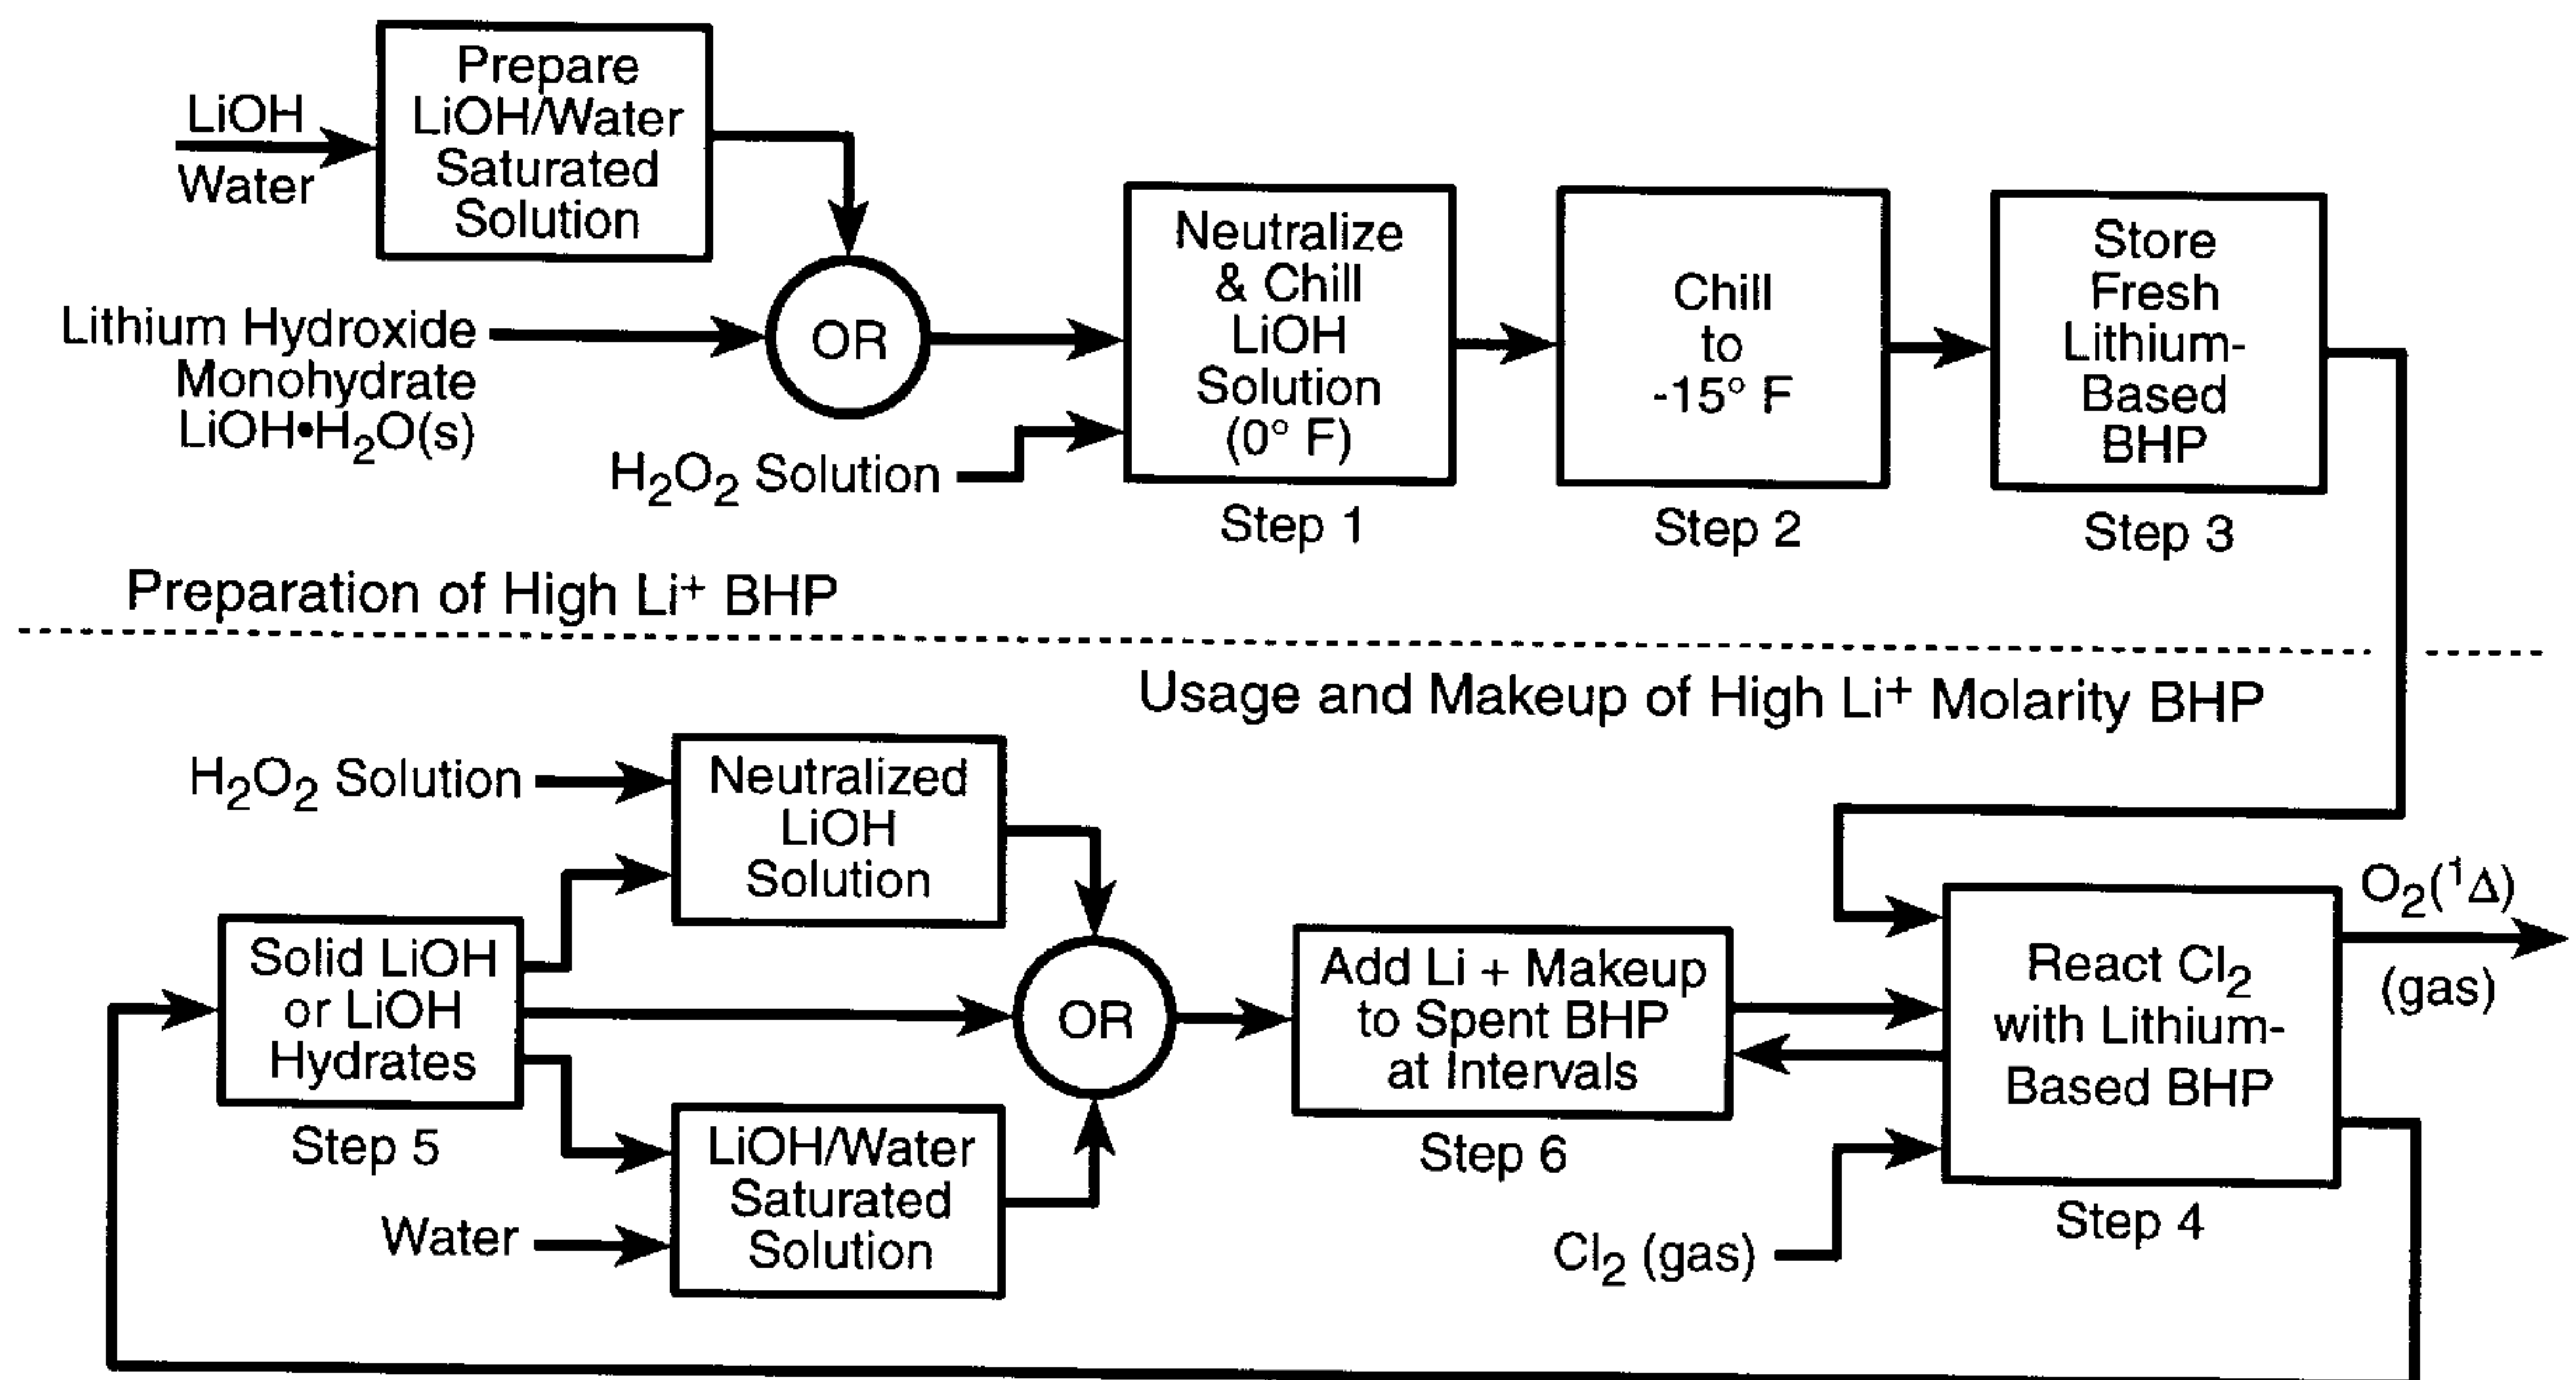 Prepare
LiOH/Water
Saturated
Solution
LiOH
Water
Lithium Hydroxide
Monohydrate
LiOH•H₂O(s)
OR
H₂O₂ Solution
Neutralize
& Chill
LiOH
Solution
(0° F)
Step 1
Chill
to
-15° F
Step 2
Store
Fresh
Lithium-
Based
BHP
Step 3
Preparation of High Li⁺ BHP
Usage and Makeup of High Li⁺ Molarity BHP
H₂O₂ Solution
Neutralized
LiOH
Solution
Solid LiOH
or LiOH
Hydrates
Step 5
Water
LiOH/Water
Saturated
Solution
OR
Add Li + Makeup
to Spent BHP
at Intervals
Step 6
React Cl₂
with Lithium-
Based BHP
Step 4
Cl₂ (gas)
O₂(¹Δ)
(gas)